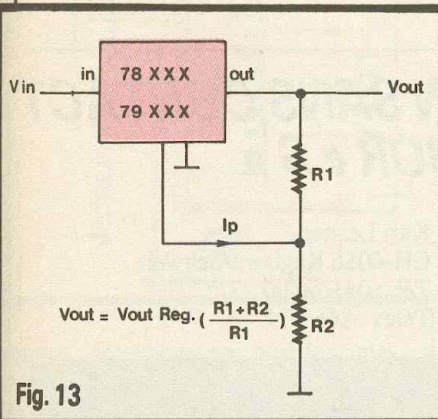 Vin
in
78 XXX
79 XXX
out
Vout
R1
Ip
Vout = Vout Reg. ( R1+R2 / R1 )
R2
Fig. 13